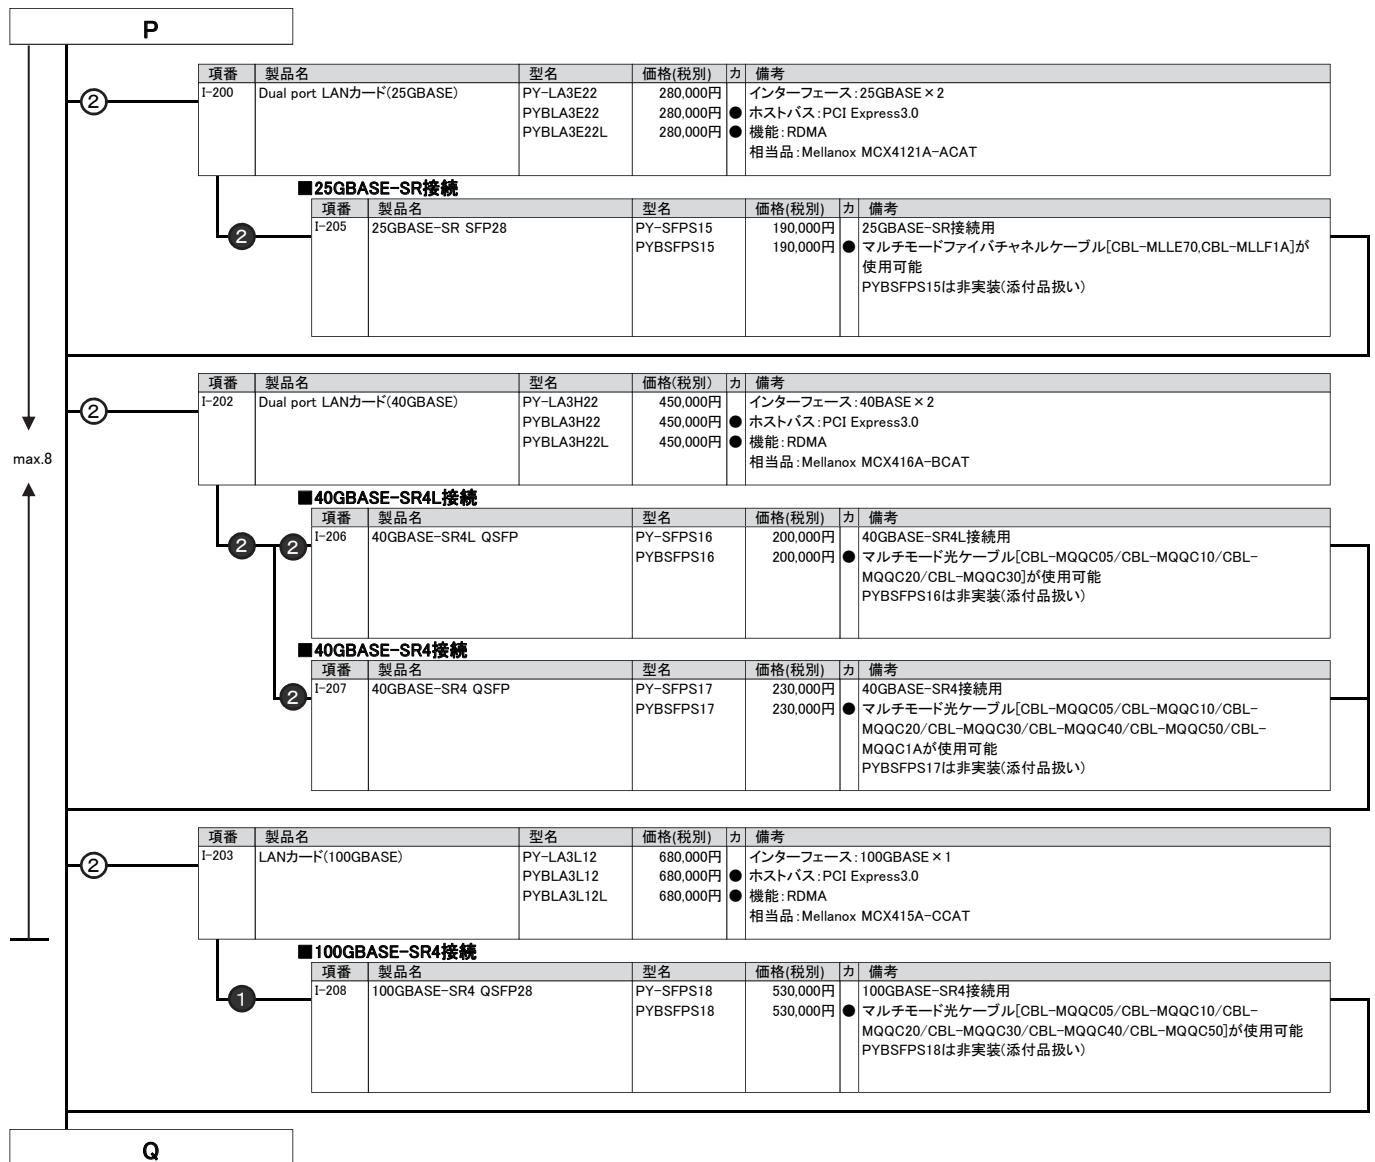 P
項番 製品名 型名 価格(税別) カ 備考
② I-200 Dual port LANカード(25GBASE) PY-LA3E22 280,000円 インターフェース:25GBASE×2
PYBLA3E22 280,000円 ● ホストバス:PCI Express3.0
PYBLA3E22L 280,000円 ● 機能:RDMA
相当品:Mellanox MCX4121A-ACAT
■25GBASE-SR接続
項番 製品名 型名 価格(税別) カ 備考
❷ I-205 25GBASE-SR SFP28 PY-SFPS15 190,000円 25GBASE-SR接続用
PYBSFPS15 190,000円 ● マルチモードファイバチャネルケーブル[CBL-MLLE70,CBL-MLLF1A]が
使用可能
PYBSFPS15は非実装(添付品扱い)
項番 製品名 型名 価格(税別) カ 備考
② I-202 Dual port LANカード(40GBASE) PY-LA3H22 450,000円 インターフェース:40BASE×2
PYBLA3H22 450,000円 ● ホストバス:PCI Express3.0
PYBLA3H22L 450,000円 ● 機能:RDMA
max.8
相当品:Mellanox MCX416A-BCAT
■40GBASE-SR4L接続
項番 製品名 型名 価格(税別) カ 備考
❷ ❷ I-206 40GBASE-SR4L QSFP PY-SFPS16 200,000円 40GBASE-SR4L接続用
PYBSFPS16 200,000円 ● マルチモード光ケーブル[CBL-MQQC05/CBL-MQQC10/CBL-
MQQC20/CBL-MQQC30]が使用可能
PYBSFPS16は非実装(添付品扱い)
■40GBASE-SR4接続
項番 製品名 型名 価格(税別) カ 備考
❷ I-207 40GBASE-SR4 QSFP PY-SFPS17 230,000円 40GBASE-SR4接続用
PYBSFPS17 230,000円 ● マルチモード光ケーブル[CBL-MQQC05/CBL-MQQC10/CBL-
MQQC20/CBL-MQQC30/CBL-MQQC40/CBL-MQQC50/CBL-
MQQC1Aが使用可能
PYBSFPS17は非実装(添付品扱い)
項番 製品名 型名 価格(税別) カ 備考
② I-203 LANカード(100GBASE) PY-LA3L12 680,000円 インターフェース:100GBASE×1
PYBLA3L12 680,000円 ● ホストバス:PCI Express3.0
PYBLA3L12L 680,000円 ● 機能:RDMA
相当品:Mellanox MCX415A-CCAT
■100GBASE-SR4接続
項番 製品名 型名 価格(税別) カ 備考
❶ I-208 100GBASE-SR4 QSFP28 PY-SFPS18 530,000円 100GBASE-SR4接続用
PYBSFPS18 530,000円 ● マルチモード光ケーブル[CBL-MQQC05/CBL-MQQC10/CBL-
MQQC20/CBL-MQQC30/CBL-MQQC40/CBL-MQQC50]が使用可能
PYBSFPS18は非実装(添付品扱い)
Q